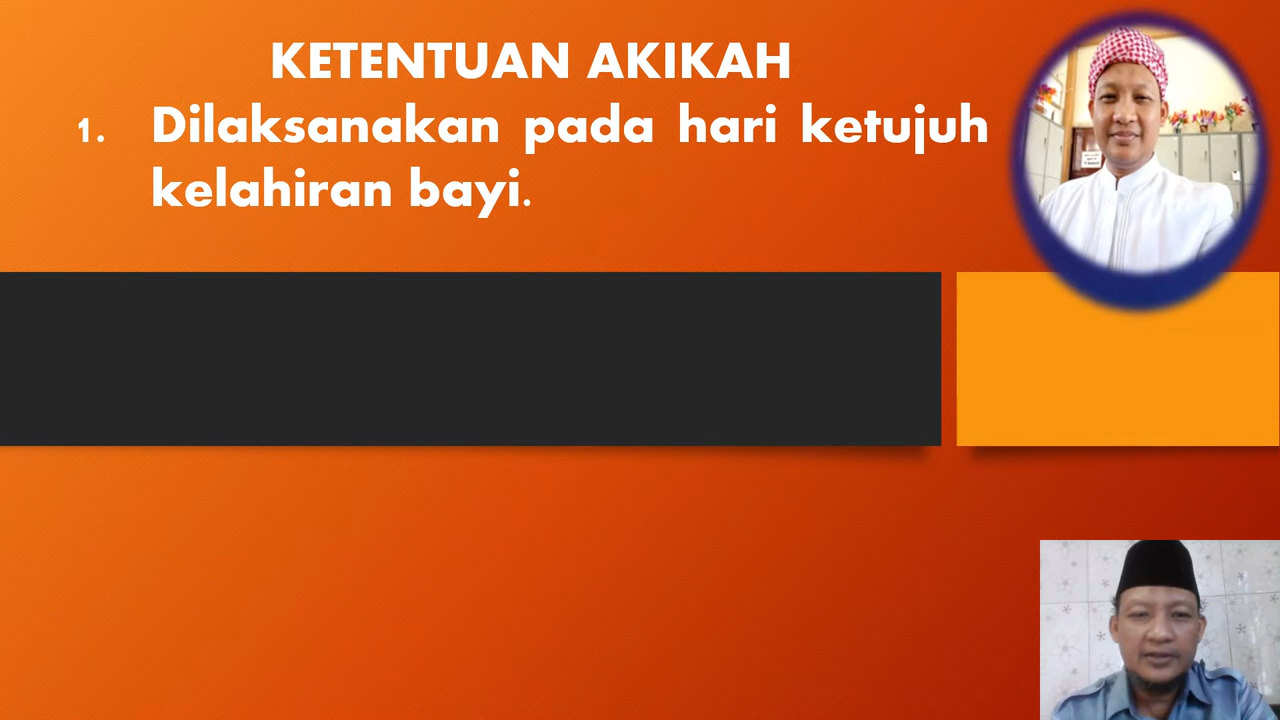 KETENTUAN AKIKAH
1. Dilaksanakan pada hari ketujuh
kelahiran bayi.